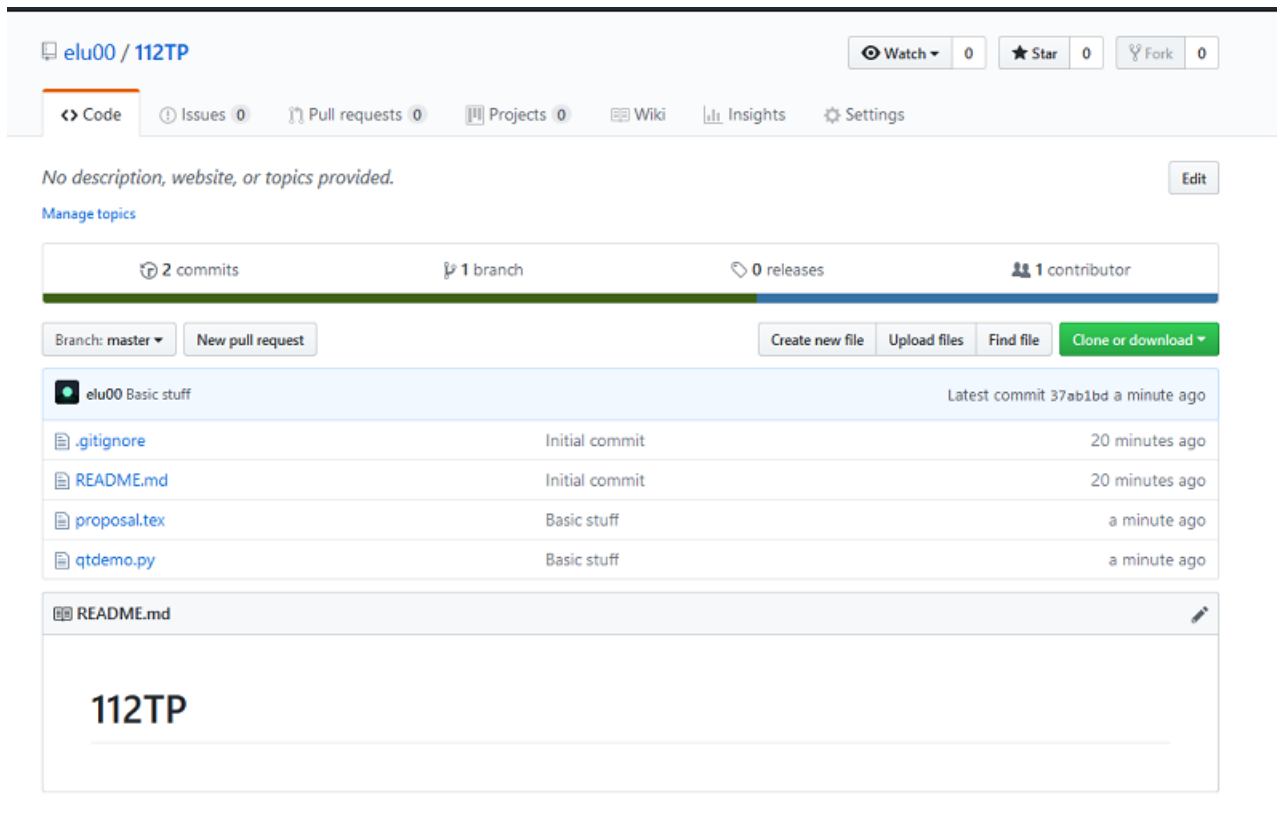 elu00 / 112TP Watch 0 Star 0 Fork 0
Code Issues 0 Pull requests 0 Projects 0 Wiki Insights Settings
No description, website, or topics provided. Edit
Manage topics
2 commits 1 branch 0 releases 1 contributor
Branch: master New pull request Create new file Upload files Find file Clone or download
elu00 Basic stuff Latest commit 37ab1bd a minute ago
.gitignore Initial commit 20 minutes ago
README.md Initial commit 20 minutes ago
proposal.tex Basic stuff a minute ago
qtdemo.py Basic stuff a minute ago
README.md
112TP